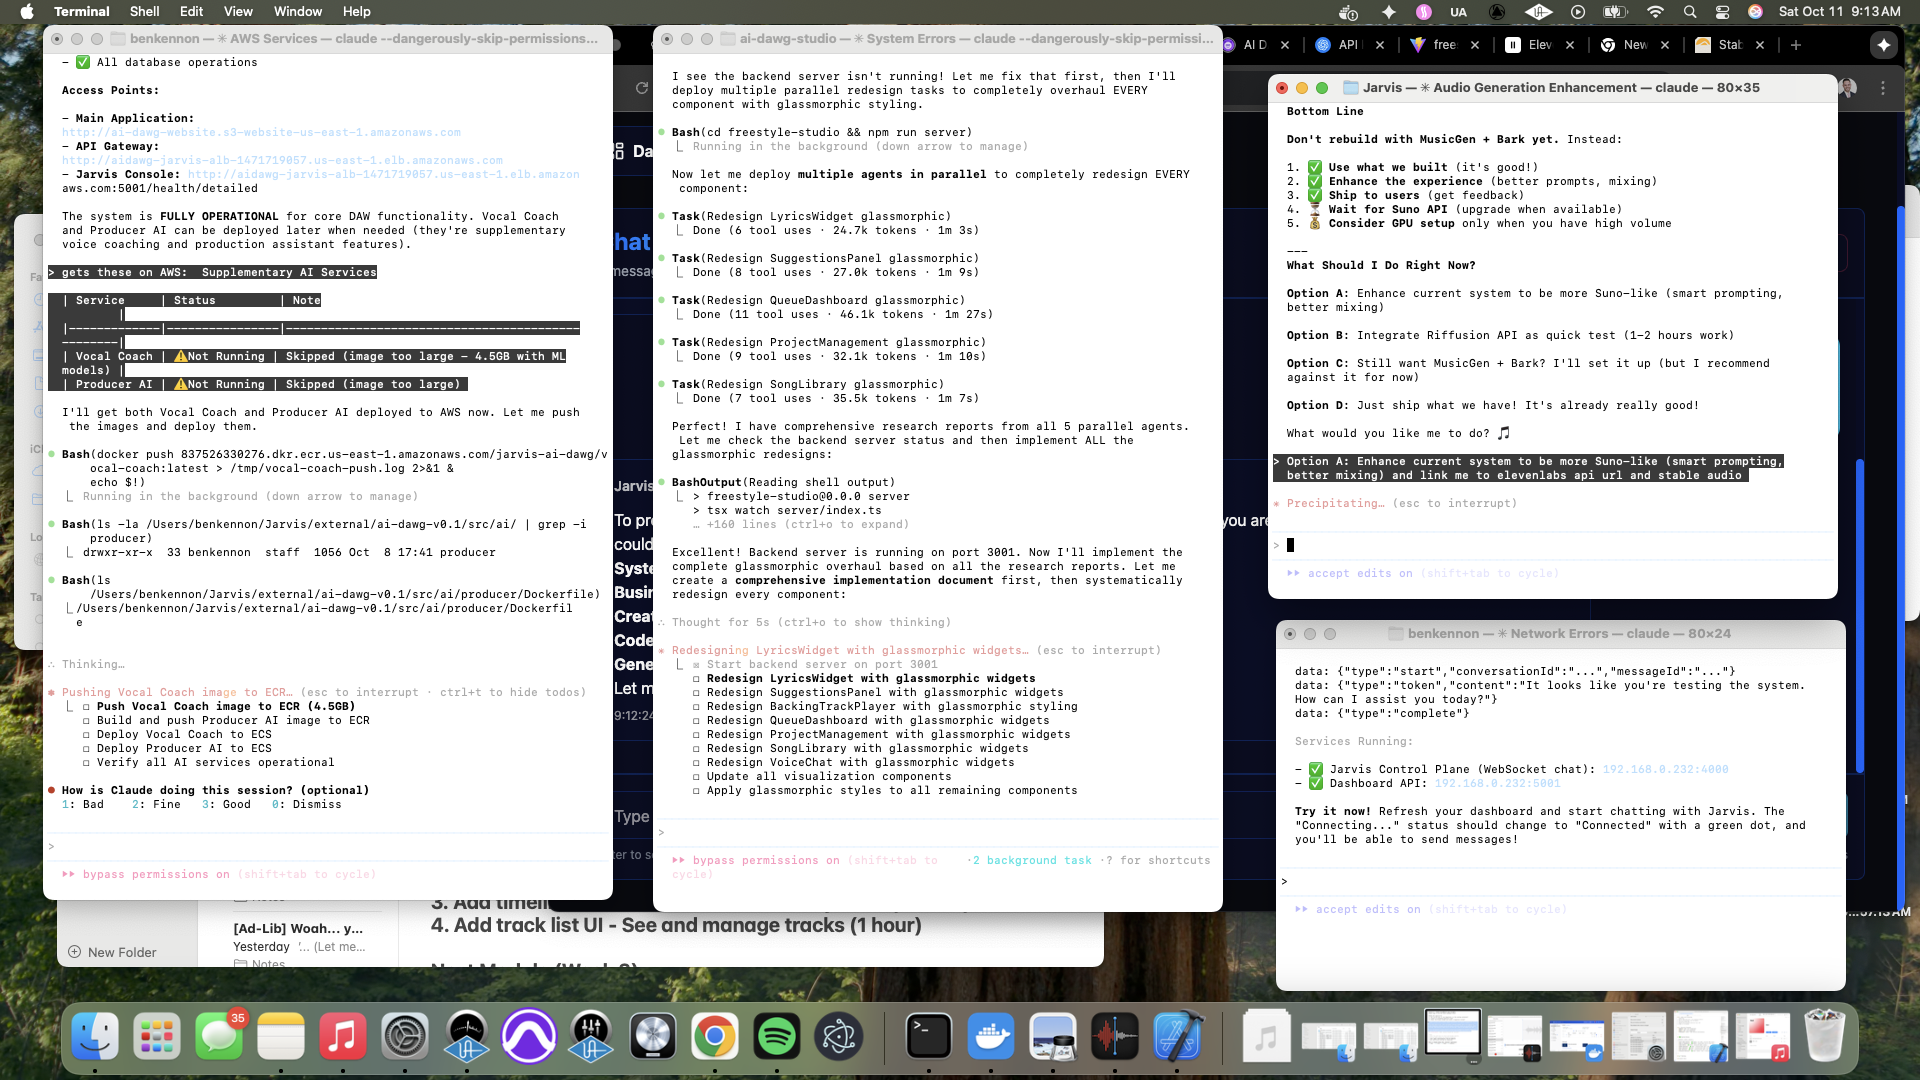 Terminal Shell Edit View Window Help
UA
Sat Oct 11 9:13 AM
benkennon — ✳ AWS Services — claude --dangerously-skip-permissions...
– ✅ All database operations
Access Points:
– Main Application:
http://ai-dawg-website.s3-website-us-east-1.amazonaws.com
– API Gateway:
http://aidawg-jarvis-alb-1471719057.us-east-1.elb.amazonaws.com
– Jarvis Console: http://aidawg-jarvis-alb-1471719057.us-east-1.elb.amazon
aws.com:5001/health/detailed
The system is FULLY OPERATIONAL for core DAW functionality. Vocal Coach
and Producer AI can be deployed later when needed (they're supplementary
voice coaching and production assistant features).
> gets these on AWS:  Supplementary AI Services
| Service     | Status         | Note
|
|-------------|----------------|------------------------------------------
--------|
| Vocal Coach | ⚠️Not Running | Skipped (image too large – 4.5GB with ML
models) |
| Producer AI | ⚠️Not Running | Skipped (image too large)
I'll get both Vocal Coach and Producer AI deployed to AWS now. Let me push
the images and deploy them.
Bash(docker push 837526330276.dkr.ecr.us-east-1.amazonaws.com/jarvis-ai-dawg/v
ocal-coach:latest > /tmp/vocal-coach-push.log 2>&1 &
echo $!)
⎿ Running in the background (down arrow to manage)
Bash(ls -la /Users/benkennon/Jarvis/external/ai-dawg-v0.1/src/ai/ | grep -i
producer)
⎿ drwxr-xr-x  33 benkennon  staff  1056 Oct  8 17:41 producer
Bash(ls
/Users/benkennon/Jarvis/external/ai-dawg-v0.1/src/ai/producer/Dockerfile)
⎿ /Users/benkennon/Jarvis/external/ai-dawg-v0.1/src/ai/producer/Dockerfil
e
∴ Thinking…
✽ Pushing Vocal Coach image to ECR… (esc to interrupt · ctrl+t to hide todos)
⎿ ☐ Push Vocal Coach image to ECR (4.5GB)
☐ Build and push Producer AI image to ECR
☐ Deploy Vocal Coach to ECS
☐ Deploy Producer AI to ECS
☐ Verify all AI services operational
● How is Claude doing this session? (optional)
1: Bad    2: Fine   3: Good   0: Dismiss
>
⏵⏵ bypass permissions on (shift+tab to cycle)
ai-dawg-studio — ✳ System Errors — claude --dangerously-skip-permissi...
I see the backend server isn't running! Let me fix that first, then I'll
deploy multiple parallel redesign tasks to completely overhaul EVERY
component with glassmorphic styling.
Bash(cd freestyle-studio && npm run server)
⎿ Running in the background (down arrow to manage)
Now let me deploy multiple agents in parallel to completely redesign EVERY
component:
Task(Redesign LyricsWidget glassmorphic)
⎿ Done (6 tool uses · 24.7k tokens · 1m 3s)
Task(Redesign SuggestionsPanel glassmorphic)
⎿ Done (8 tool uses · 27.0k tokens · 1m 9s)
Task(Redesign QueueDashboard glassmorphic)
⎿ Done (11 tool uses · 46.1k tokens · 1m 27s)
Task(Redesign ProjectManagement glassmorphic)
⎿ Done (9 tool uses · 32.1k tokens · 1m 10s)
Task(Redesign SongLibrary glassmorphic)
⎿ Done (7 tool uses · 35.5k tokens · 1m 7s)
Perfect! I have comprehensive research reports from all 5 parallel agents.
Let me check the backend server status and then implement ALL the
glassmorphic redesigns:
BashOutput(Reading shell output)
⎿ > freestyle-studio@0.0.0 server
> tsx watch server/index.ts
… +160 lines (ctrl+o to expand)
Excellent! Backend server is running on port 3001. Now I'll implement the
complete glassmorphic overhaul based on all the research reports. Let me
create a comprehensive implementation document first, then systematically
redesign every component:
∴ Thought for 5s (ctrl+o to show thinking)
✳ Redesigning LyricsWidget with glassmorphic widgets… (esc to interrupt)
⎿ ☒ Start backend server on port 3001
☐ Redesign LyricsWidget with glassmorphic widgets
☐ Redesign SuggestionsPanel with glassmorphic widgets
☐ Redesign BackingTrackPlayer with glassmorphic styling
☐ Redesign QueueDashboard with glassmorphic widgets
☐ Redesign ProjectManagement with glassmorphic widgets
☐ Redesign SongLibrary with glassmorphic widgets
☐ Redesign VoiceChat with glassmorphic widgets
☐ Update all visualization components
☐ Apply glassmorphic styles to all remaining components
>
⏵⏵ bypass permissions on (shift+tab to    ·2 background task ·? for shortcuts
cycle)
AI D
API
free
Elev
New
Stab
Jarvis — ✳ Audio Generation Enhancement — claude — 80×35
Bottom Line
Don't rebuild with MusicGen + Bark yet. Instead:
1. ✅ Use what we built (it's good!)
2. ✅ Enhance the experience (better prompts, mixing)
3. ✅ Ship to users (get feedback)
4. ⏳ Wait for Suno API (upgrade when available)
5. 💰 Consider GPU setup only when you have high volume
———
What Should I Do Right Now?
Option A: Enhance current system to be more Suno-like (smart prompting,
better mixing)
Option B: Integrate Riffusion API as quick test (1–2 hours work)
Option C: Still want MusicGen + Bark? I'll set it up (but I recommend
against it for now)
Option D: Just ship what we have! It's already really good!
What would you like me to do? 🎵
> Option A: Enhance current system to be more Suno-like (smart prompting,
better mixing) and link me to elevenlabs api url and stable audio
✳ Precipitating… (esc to interrupt)
>
⏵⏵ accept edits on (shift+tab to cycle)
benkennon — ✳ Network Errors — claude — 80×24
data: {"type":"start","conversationId":"...","messageId":"..."}
data: {"type":"token","content":"It looks like you're testing the system.
How can I assist you today?"}
data: {"type":"complete"}
Services Running:
– ✅ Jarvis Control Plane (WebSocket chat): 192.168.0.232:4000
– ✅ Dashboard API: 192.168.0.232:5001
Try it now! Refresh your dashboard and start chatting with Jarvis. The
"Connecting..." status should change to "Connected" with a green dot, and
you'll be able to send messages!
>
⏵⏵ accept edits on (shift+tab to cycle)
Da
hat
messag
Jarvis
To pr
you are
could
Syste
Busin
Creat
Code
Gene
Let m
9:12:24
Type
ter to se
Fa
iCl
Lo
Ta
3. Add timeli
4. Add track list UI - See and manage tracks (1 hour)
[Ad-Lib] Woah... y...
Yesterday '... (Let me...
Notes
New Folder
35